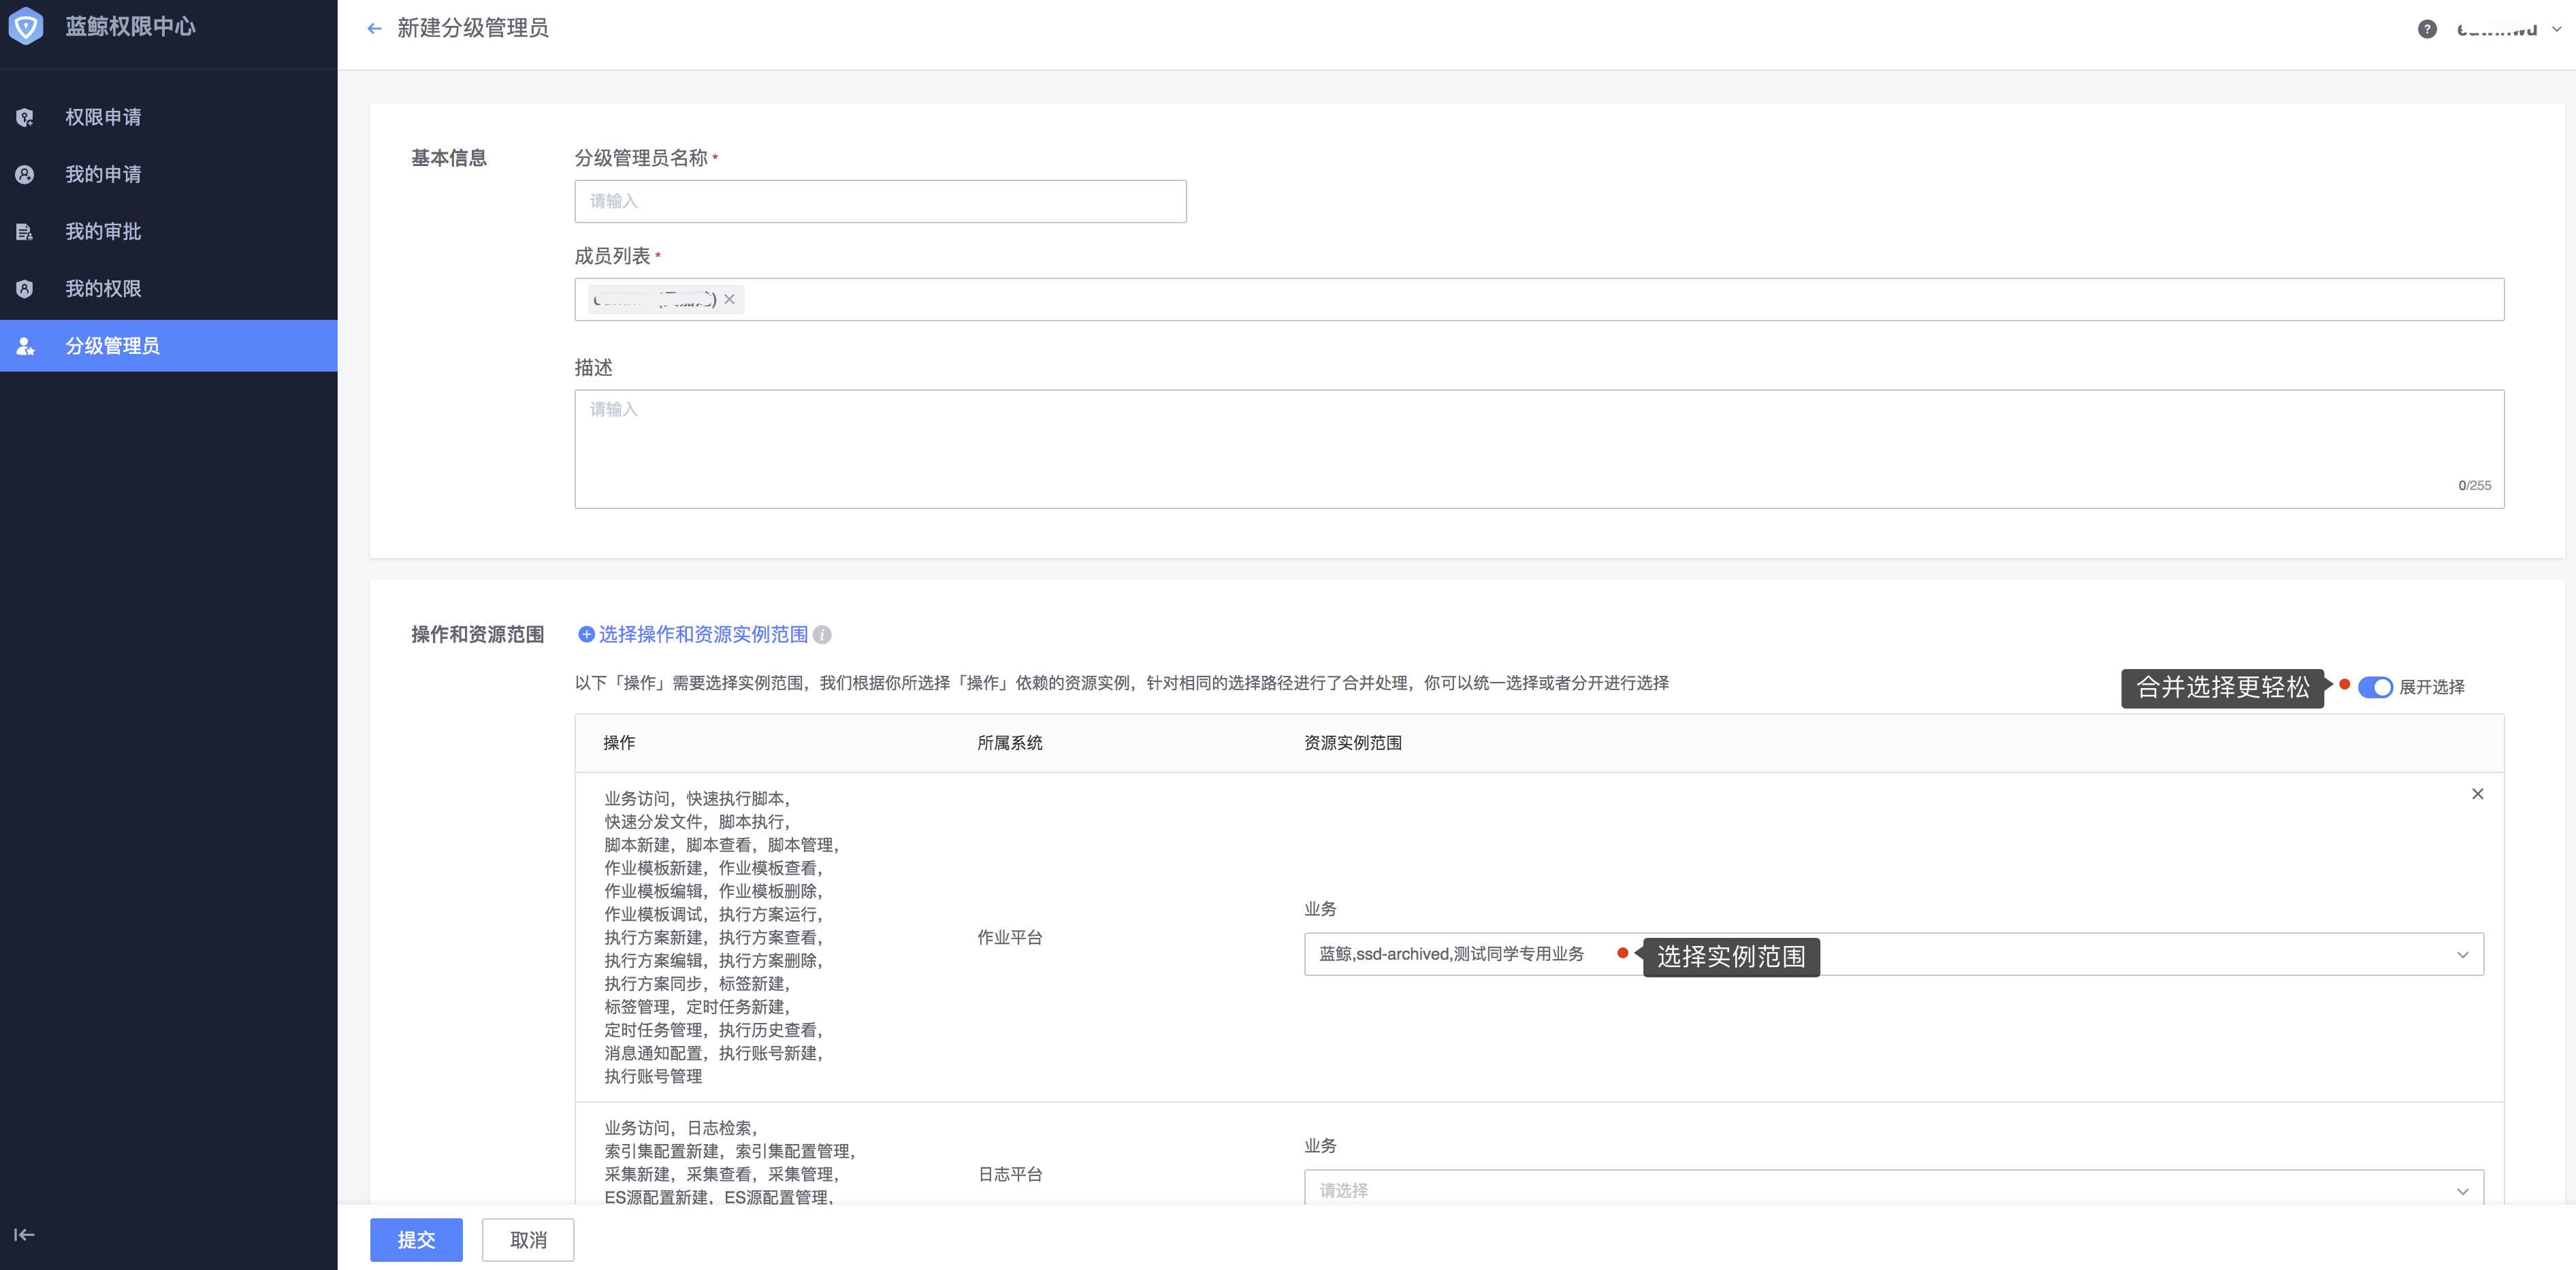 蓝鲸权限中心
新建分级管理员
权限申请
我的申请
我的审批
我的权限
分级管理员
基本信息
分级管理员名称 *
请输入
成员列表 *
描述
请输入
0/255
操作和资源范围
选择操作和资源实例范围
以下「操作」需要选择实例范围，我们根据你所选择「操作」依赖的资源实例，针对相同的选择路径进行了合并处理，你可以统一选择或者分开进行选择
合并选择更轻松
展开选择
操作 所属系统 资源实例范围
业务访问，快速执行脚本，
快速分发文件，脚本执行，
脚本新建，脚本查看，脚本管理，
作业模板新建，作业模板查看，
作业模板编辑，作业模板删除，
作业模板调试，执行方案运行，
执行方案新建，执行方案查看，
执行方案编辑，执行方案删除，
执行方案同步，标签新建，
标签管理，定时任务新建，
定时任务管理，执行历史查看，
消息通知配置，执行账号新建，
执行账号管理
作业平台
业务
蓝鲸,ssd-archived,测试同学专用业务
选择实例范围
业务访问，日志检索，
索引集配置新建，索引集配置管理，
采集新建，采集查看，采集管理，
ES源配置新建，ES源配置管理，
日志平台
业务
请选择
提交
取消